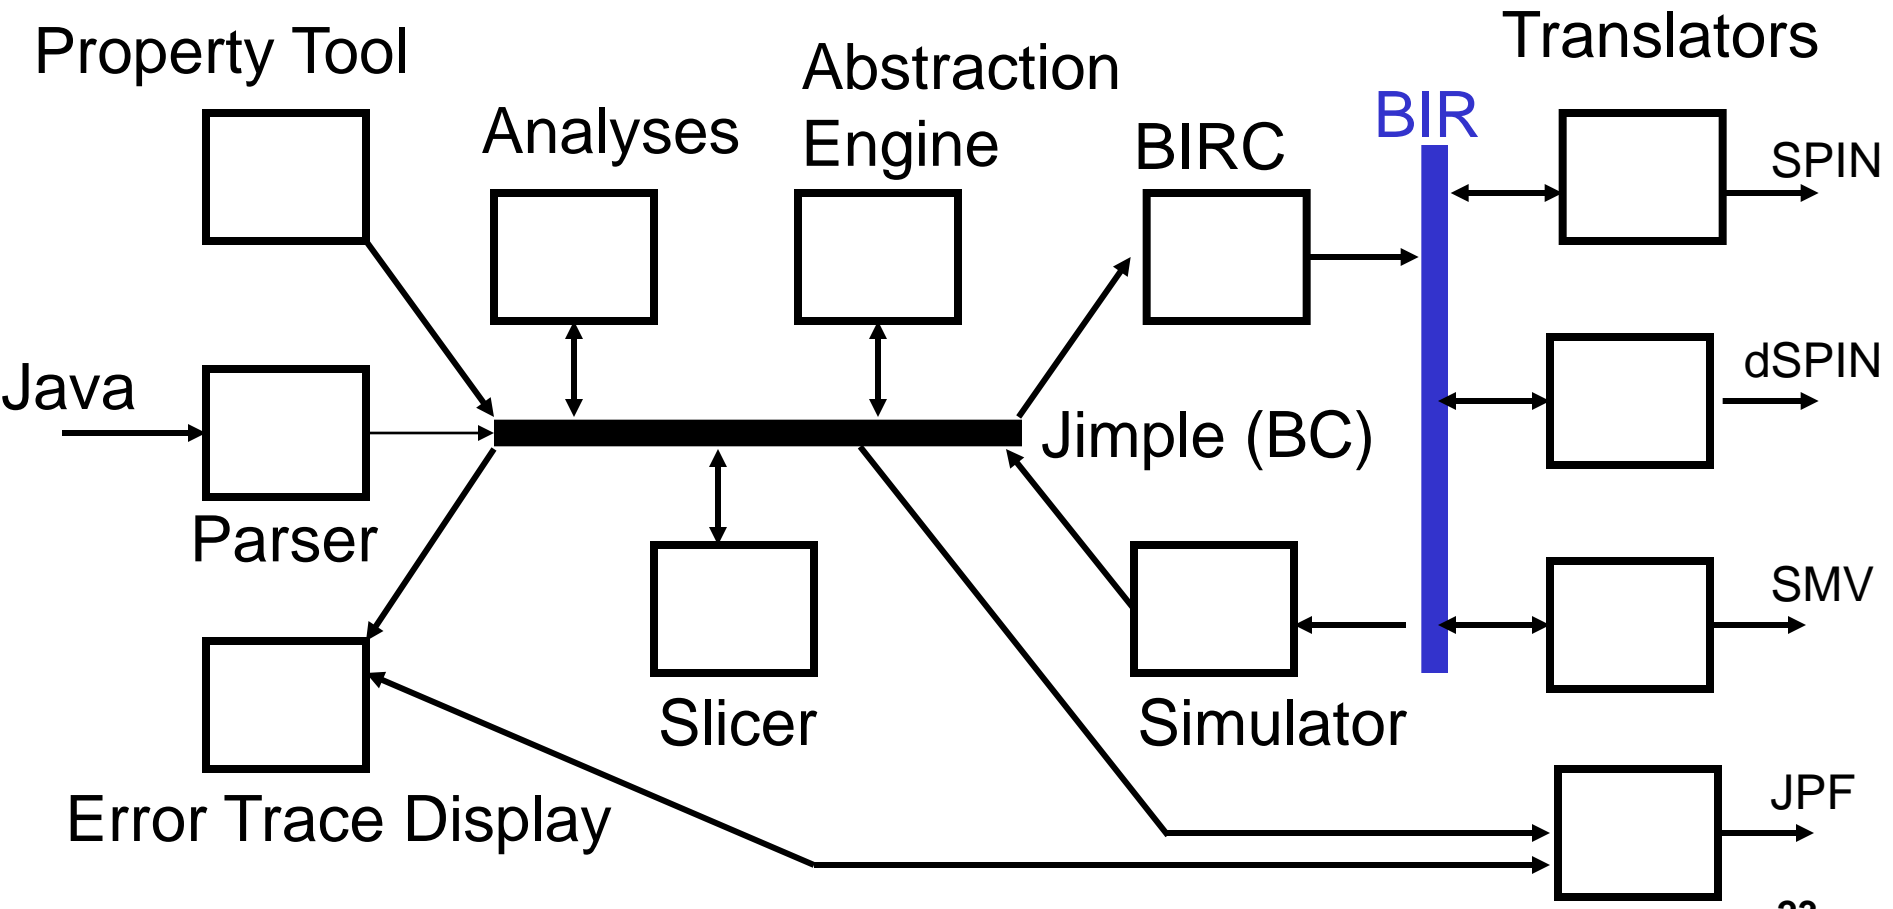 Property Tool
Analyses
Abstraction
Engine
BIRC
BIR
Translators
SPIN
Java
Parser
Jimple (BC)
dSPIN
Slicer
Simulator
SMV
Error Trace Display
JPF